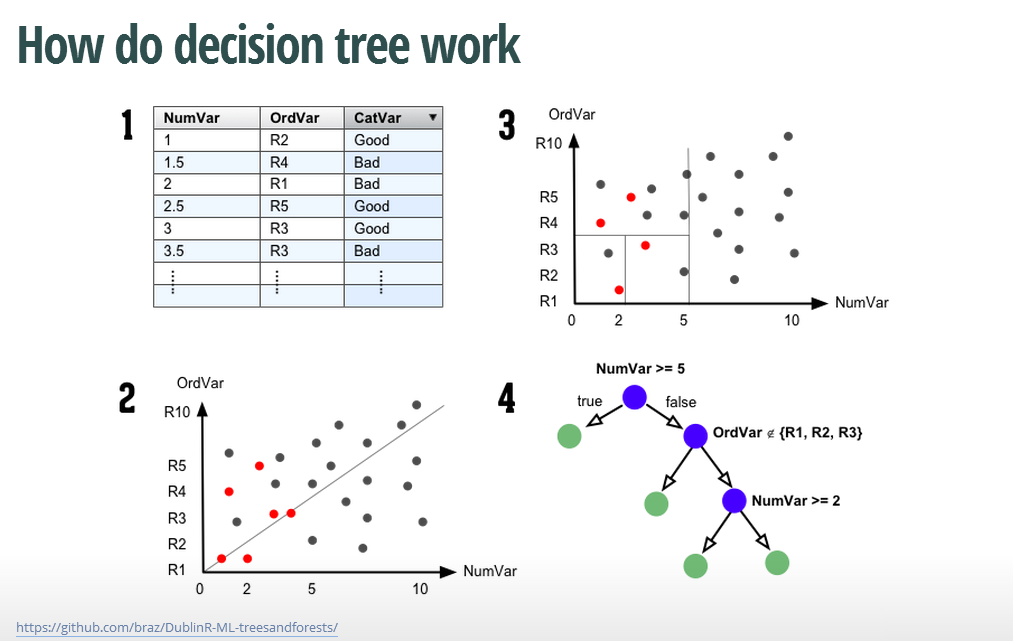 How do decision tree work
1
NumVar OrdVar CatVar
1 R2 Good
1.5 R4 Bad
2 R1 Bad
2.5 R5 Good
3 R3 Good
3.5 R3 Bad
3
OrdVar
R10
R5
R4
R3
R2
R1
NumVar
0 2 5 10
2
OrdVar
R10
R5
R4
R3
R2
R1
NumVar
0 2 5 10
4
NumVar >= 5
true false
OrdVar ∉ {R1, R2, R3}
NumVar >= 2
https://github.com/braz/DublinR-ML-treesandforests/